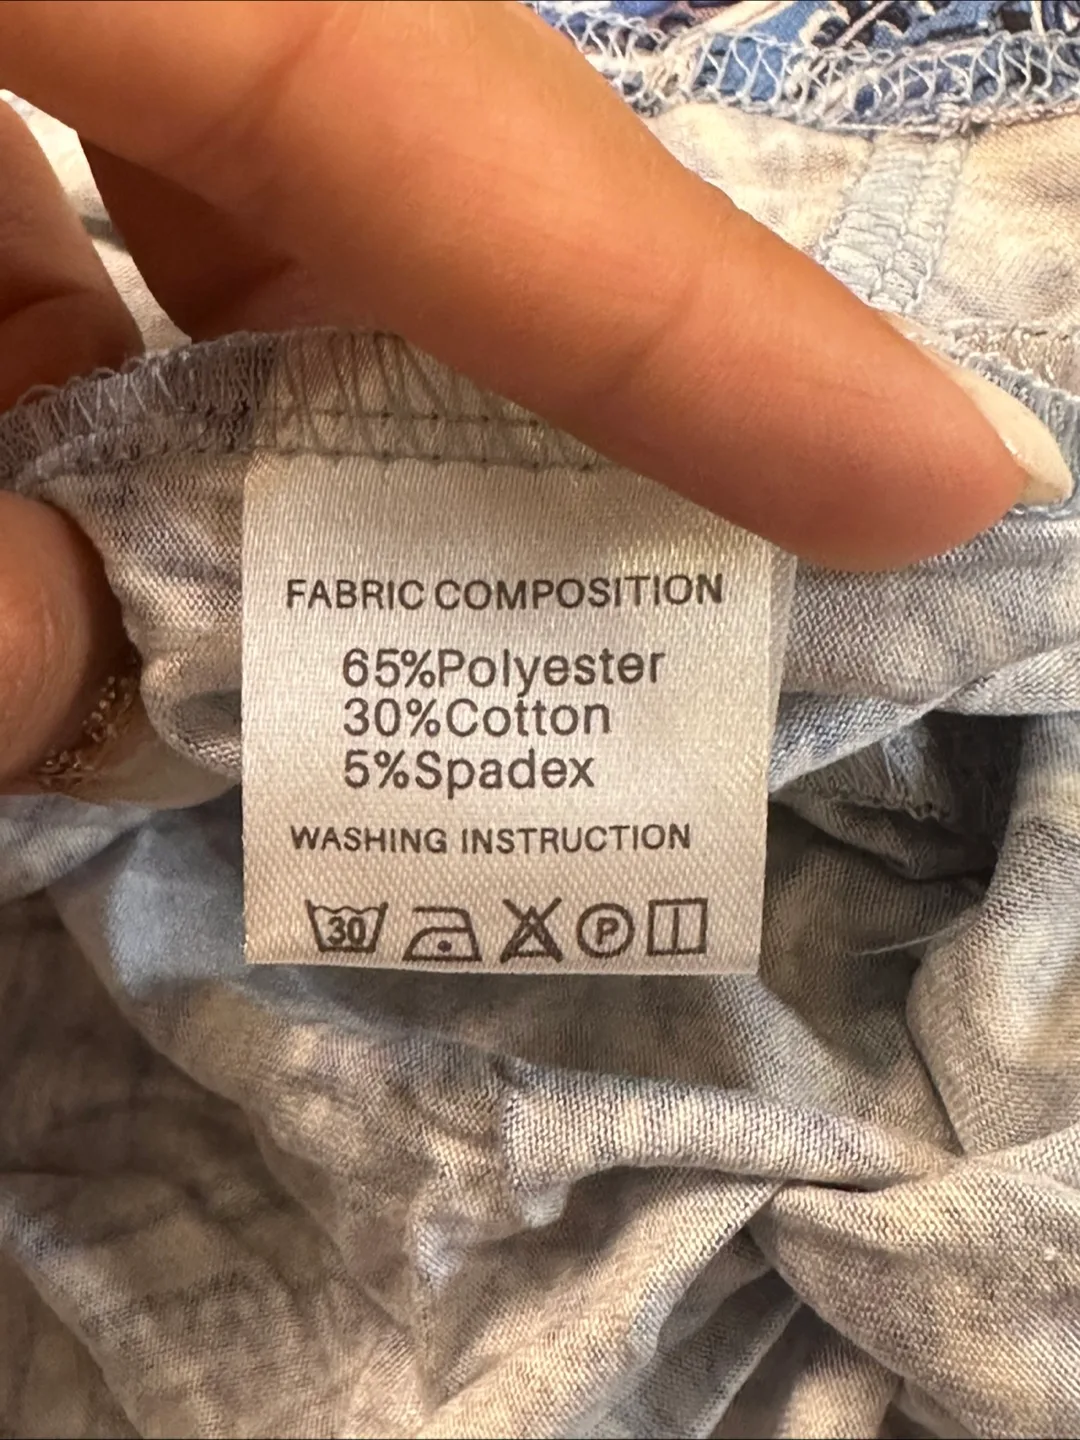 FABRIC COMPOSITION
65%Polyester
30%Cotton
5%Spadex
WASHING INSTRUCTION
30 P